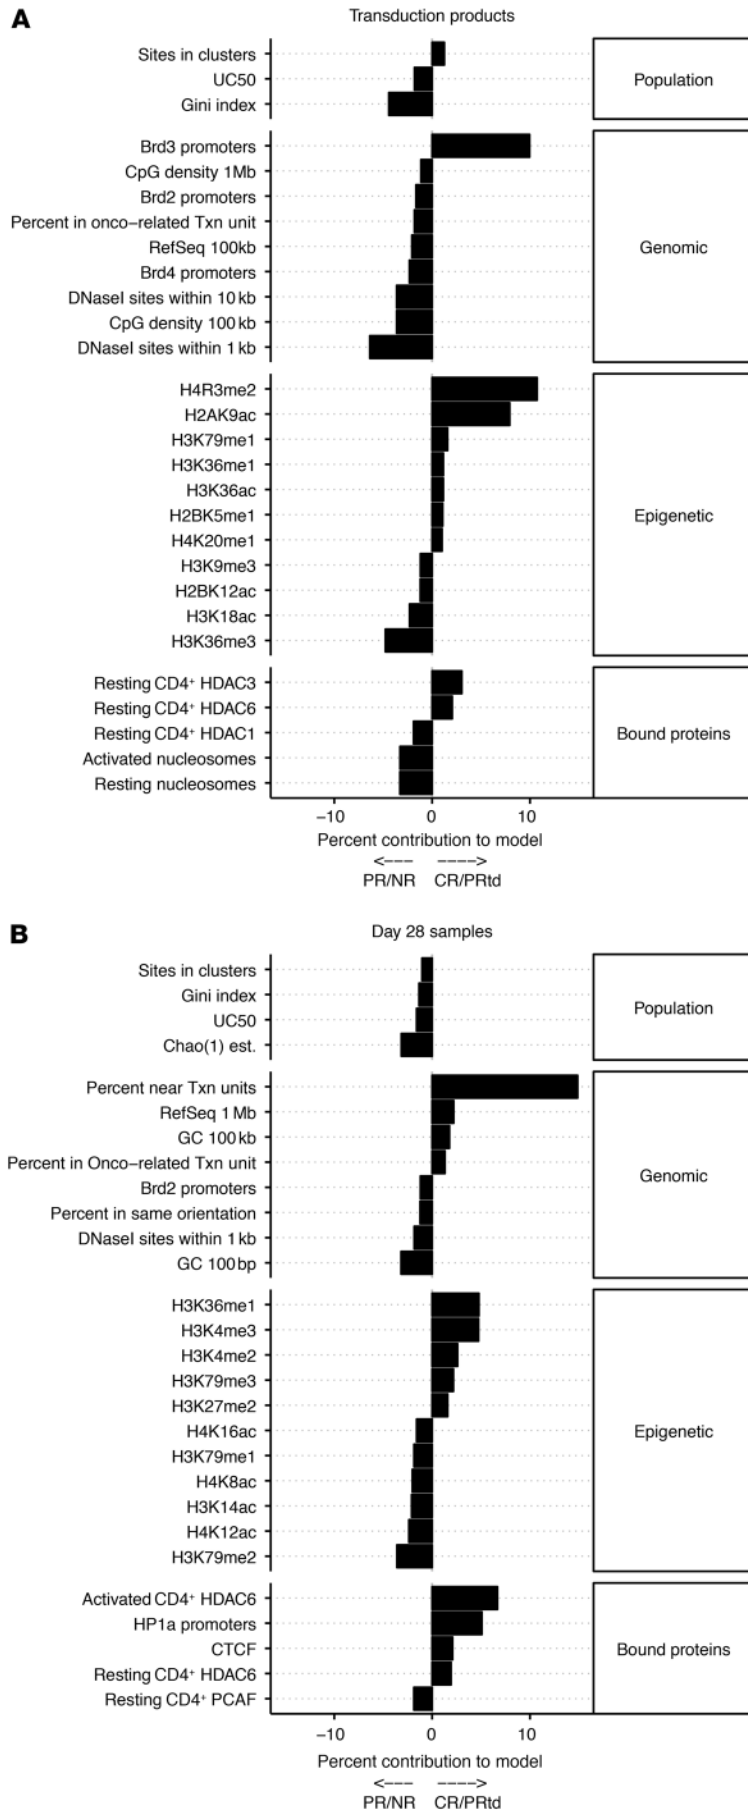 A
Transduction products
Sites in clusters
UC50
Gini index
Population
Brd3 promoters
CpG density 1Mb
Brd2 promoters
Percent in onco−related Txn unit
RefSeq 100kb
Brd4 promoters
DNaseI sites within 10 kb
CpG density 100 kb
DNaseI sites within 1 kb
Genomic
H4R3me2
H2AK9ac
H3K79me1
H3K36me1
H3K36ac
H2BK5me1
H4K20me1
H3K9me3
H2BK12ac
H3K18ac
H3K36me3
Epigenetic
Resting CD4⁺ HDAC3
Resting CD4⁺ HDAC6
Resting CD4⁺ HDAC1
Activated nucleosomes
Resting nucleosomes
Bound proteins
−10 0 10
Percent contribution to model
<−−− −−−−>
PR/NR CR/PRtd
B
Day 28 samples
Sites in clusters
Gini index
UC50
Chao(1) est.
Population
Percent near Txn units
RefSeq 1 Mb
GC 100 kb
Percent in Onco−related Txn unit
Brd2 promoters
Percent in same orientation
DNaseI sites within 1 kb
GC 100 bp
Genomic
H3K36me1
H3K4me3
H3K4me2
H3K79me3
H3K27me2
H4K16ac
H3K79me1
H4K8ac
H3K14ac
H4K12ac
H3K79me2
Epigenetic
Activated CD4⁺ HDAC6
HP1a promoters
CTCF
Resting CD4⁺ HDAC6
Resting CD4⁺ PCAF
Bound proteins
−10 0 10
Percent contribution to model
<−−− −−−−>
PR/NR CR/PRtd